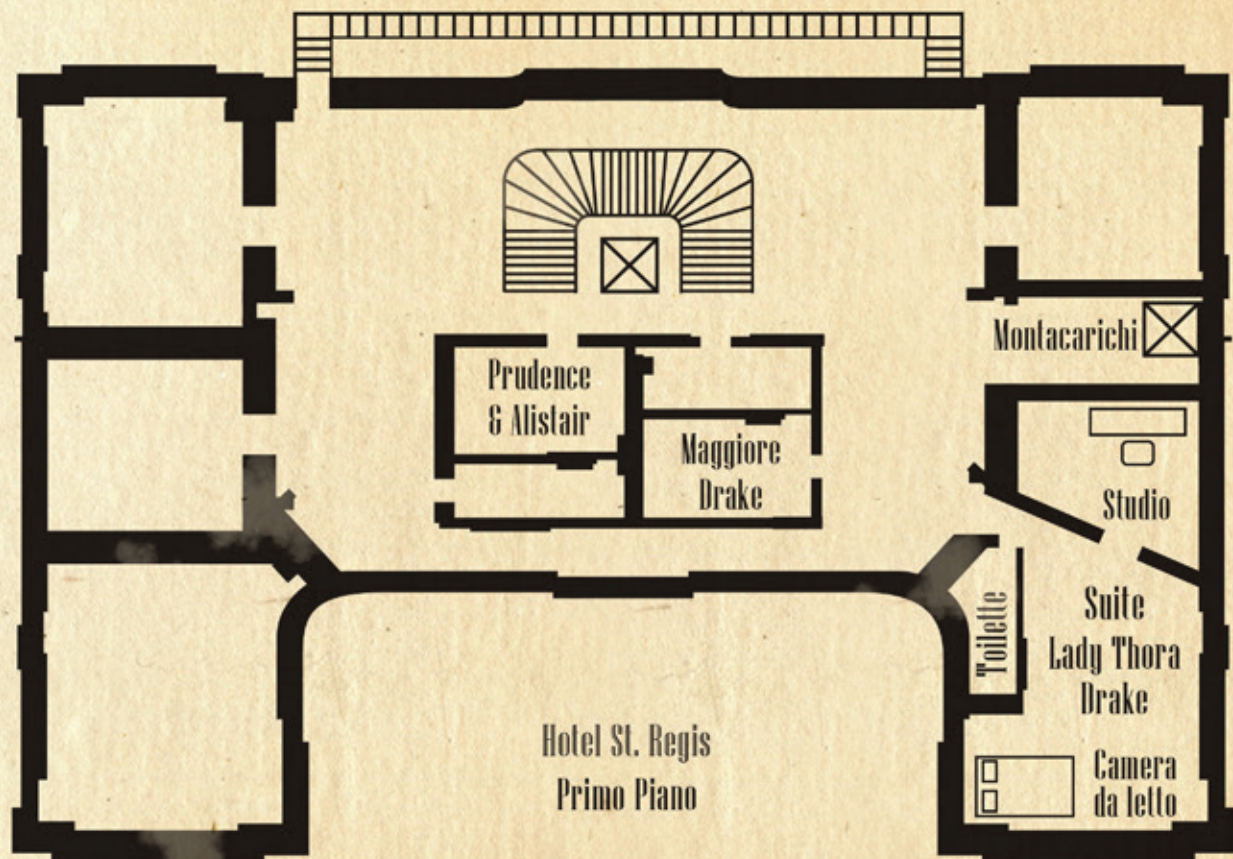 Montacarichi
Prudence
& Alistair
Maggiore
Drake
Studio
Toilette
Suite
Lady Thora
Drake
Hotel St. Regis
Primo Piano
Camera
da letto